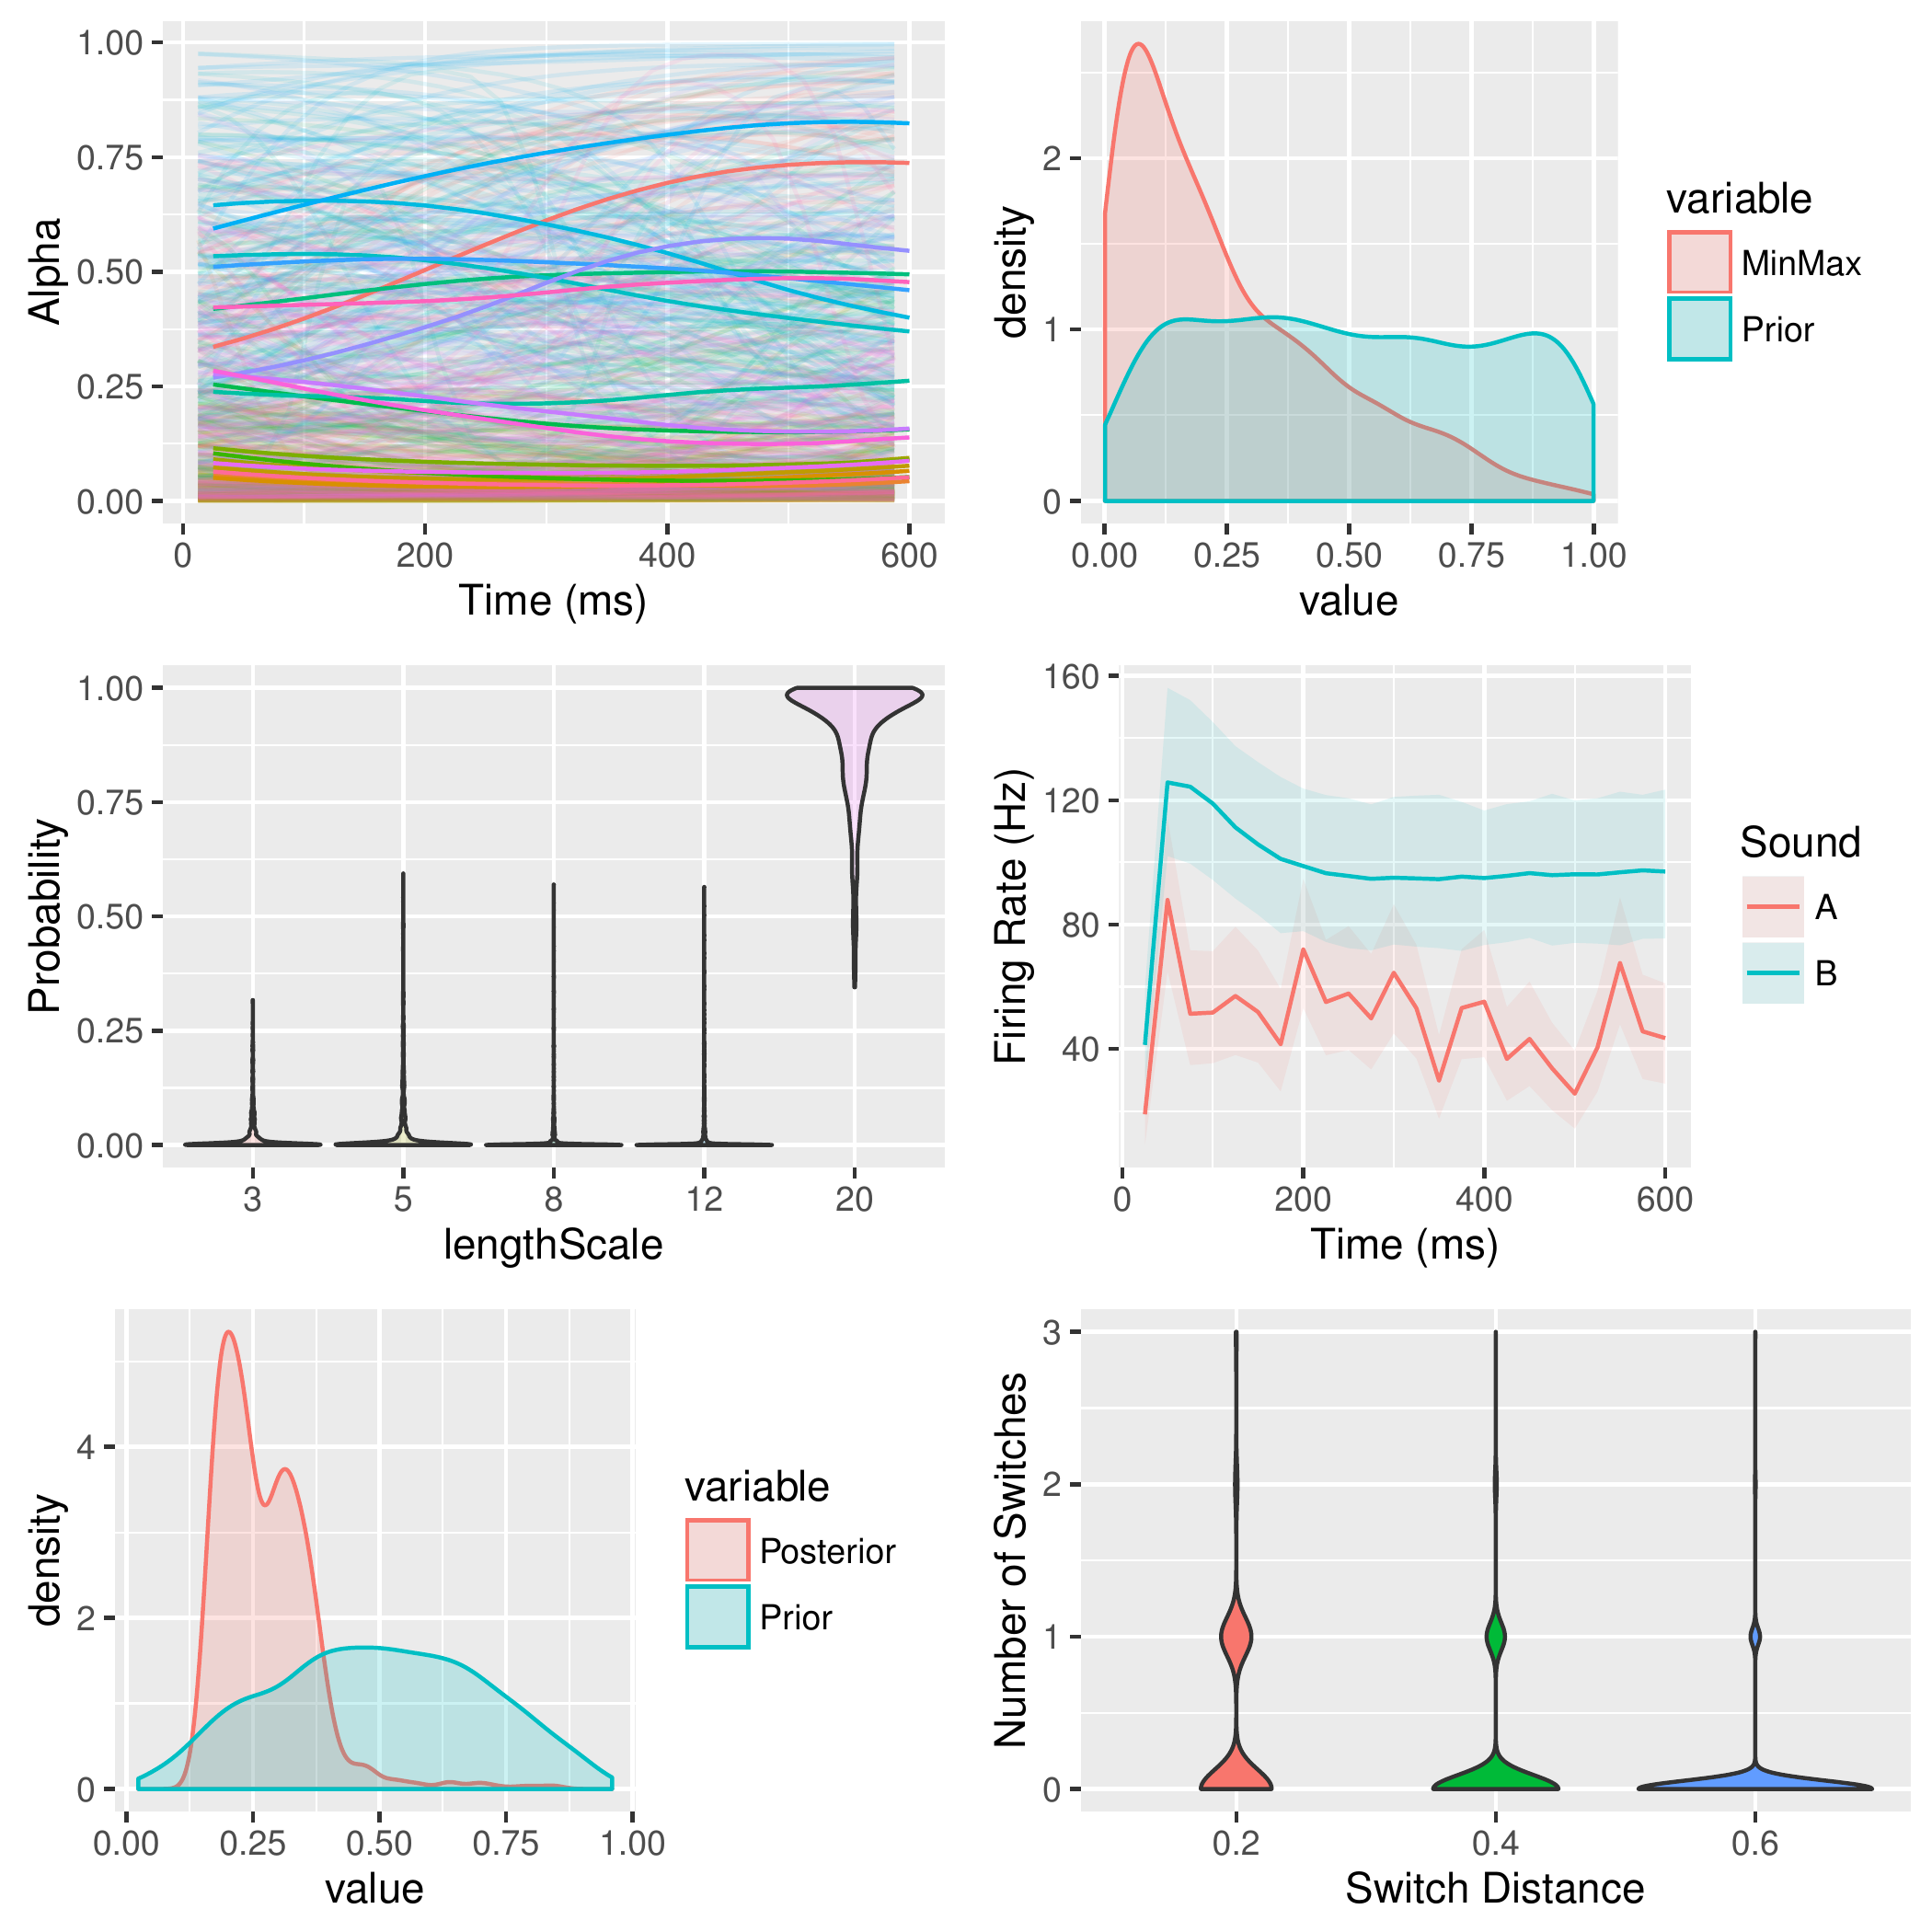 1.00
0.75
0.50
0.25
0.00
Alpha
0 200 400 600
Time (ms)
2
1
0
density
0.00 0.25 0.50 0.75 1.00
value
variable
MinMax
Prior
1.00
0.75
0.50
0.25
0.00
Probability
3 5 8 12 20
lengthScale
160
120
80
40
Firing Rate (Hz)
0 200 400 600
Time (ms)
Sound
A
B
4
2
0
density
0.00 0.25 0.50 0.75 1.00
value
variable
Posterior
Prior
3
2
1
0
Number of Switches
0.2 0.4 0.6
Switch Distance